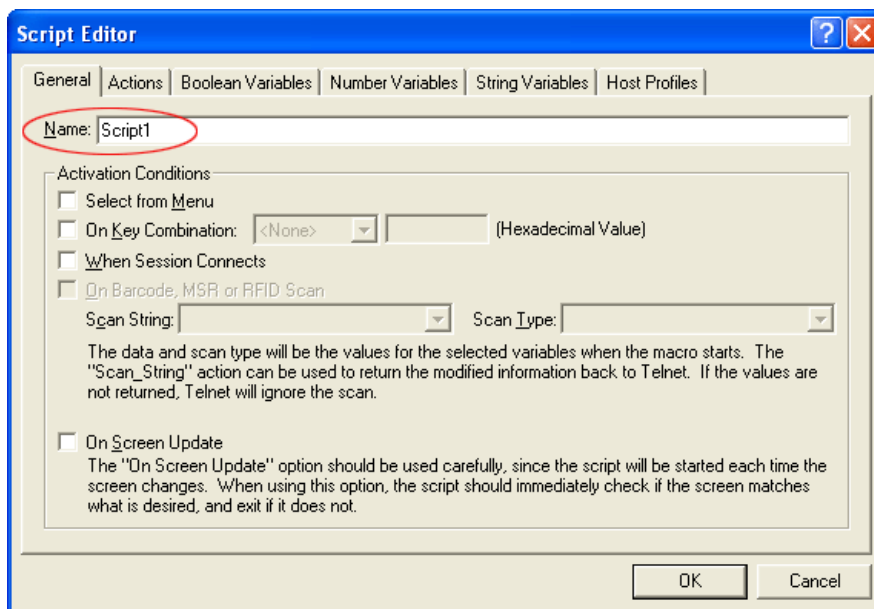 Script Editor
General Actions Boolean Variables Number Variables String Variables Host Profiles
Name: Script1
Activation Conditions
Select from Menu
On Key Combination: <None> (Hexadecimal Value)
When Session Connects
On Barcode, MSR or RFID Scan
Scan String: Scan Type:
The data and scan type will be the values for the selected variables when the macro starts. The
"Scan_String" action can be used to return the modified information back to Telnet. If the values are
not returned, Telnet will ignore the scan.
On Screen Update
The "On Screen Update" option should be used carefully, since the script will be started each time the
screen changes. When using this option, the script should immediately check if the screen matches
what is desired, and exit if it does not.
OK Cancel